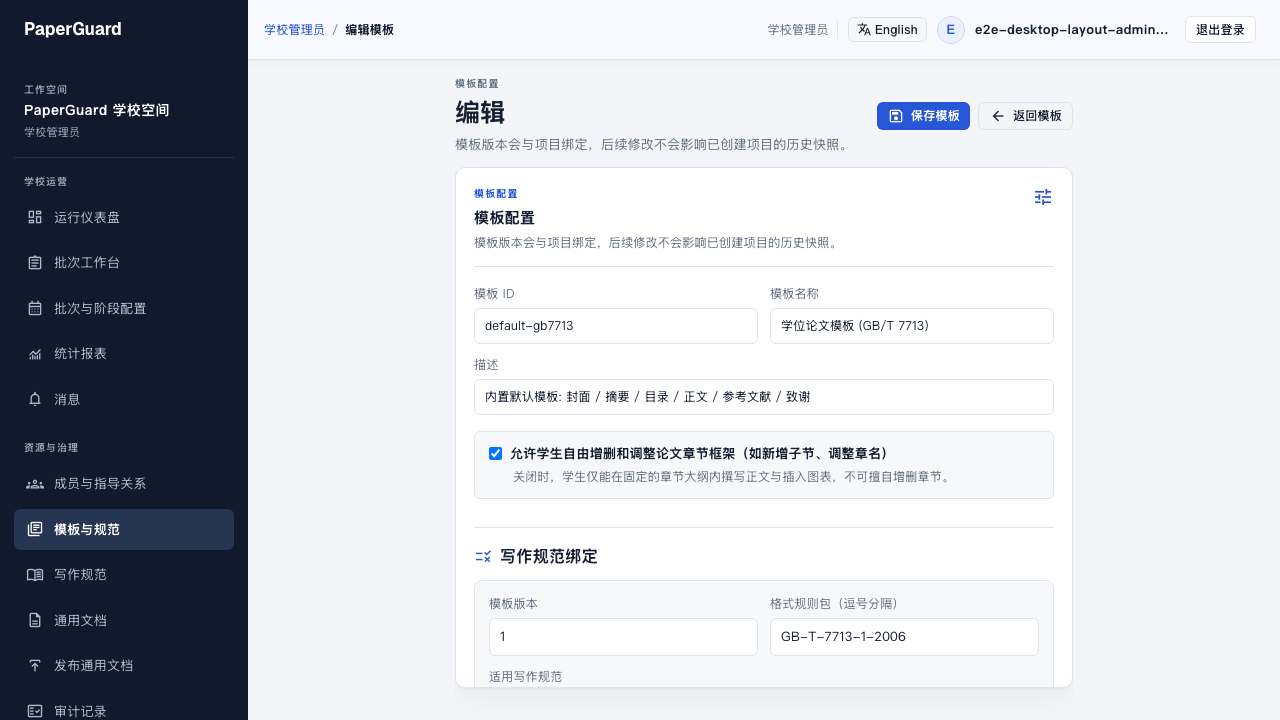 PaperGuard
工作空间
PaperGuard 学校空间
学校管理员
学校运营
运行仪表盘
批次工作台
批次与阶段配置
统计报表
消息
资源与治理
成员与指导关系
模板与规范
写作规范
通用文档
发布通用文档
审计记录
学校管理员 / 编辑模板
学校管理员
English
E
e2e-desktop-layout-admin...
退出登录
模板配置
编辑
保存模板
返回模板
模板版本会与项目绑定，后续修改不会影响已创建项目的历史快照。
模板配置
模板配置
模板版本会与项目绑定，后续修改不会影响已创建项目的历史快照。
模板 ID
模板名称
default-gb7713
学位论文模板 (GB/T 7713)
描述
内置默认模板: 封面 / 摘要 / 目录 / 正文 / 参考文献 / 致谢
允许学生自由增删和调整论文章节框架（如新增子节、调整章名）
关闭时，学生仅能在固定的章节大纲内撰写正文与插入图表，不可擅自增删章节。
写作规范绑定
模板版本
格式规则包（逗号分隔）
1
GB-T-7713-1-2006
适用写作规范